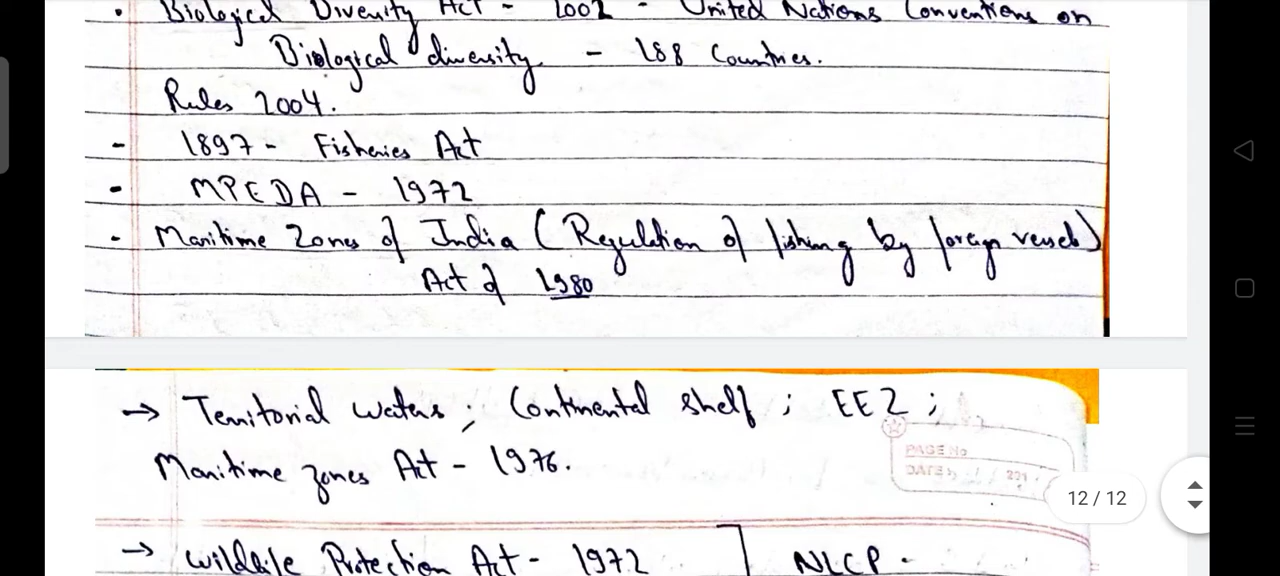 • Biological Diversity Act - 2002 - United Nations Conventions on
Biological diversity - 188 Countries.
Rules 2004.
- 1897 - Fisheries Act
- MPEDA - 1972
- Maritime Zones of India (Regulation of fishing by foreign vessels)
Act of 1980
→ Territorial waters; Continental shelf; EEZ;
Maritime zones Act - 1976.
PAGE No
DATE
12 / 12
→ Wildlife Protection Act - 1972 ] NLCP -